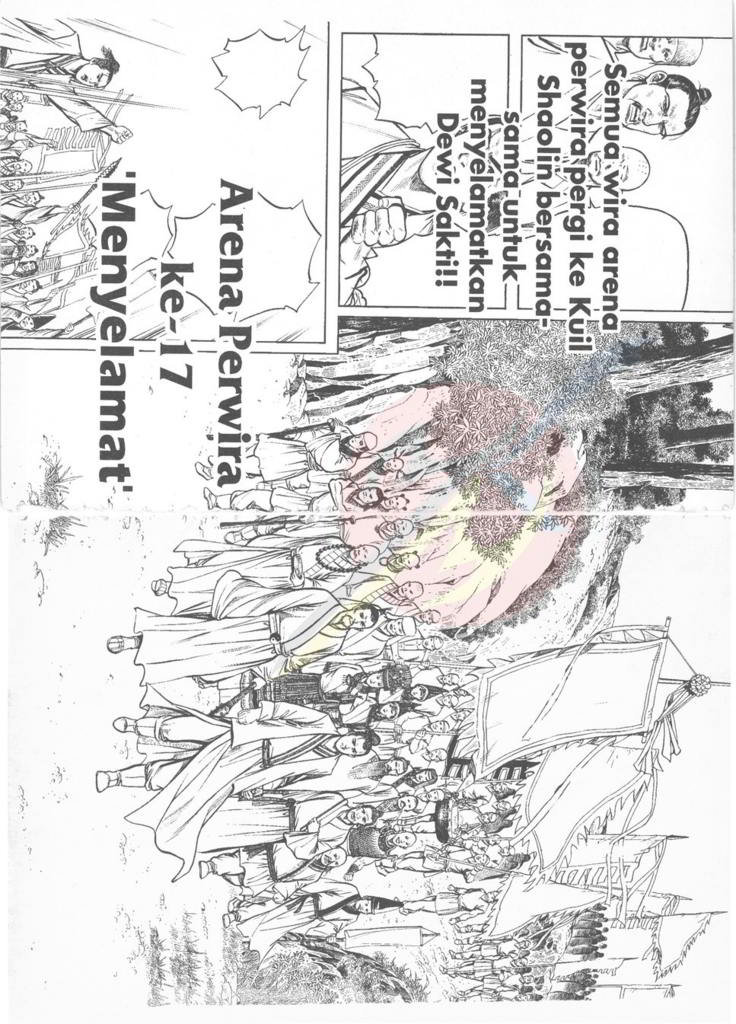 Semua wira arena
perwira pergi ke Kuil
Shaolin bersama-
sama untuk
menyelamatkan
Dewi Sakti!!
Arena Perwira
ke-17
'Menyelamat'